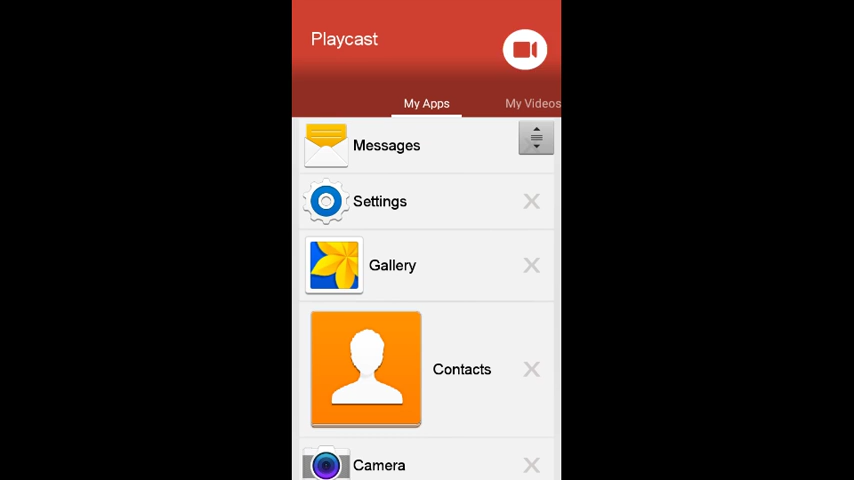 Playcast
My Apps
My Videos
Messages
Settings
Gallery
Contacts
Camera